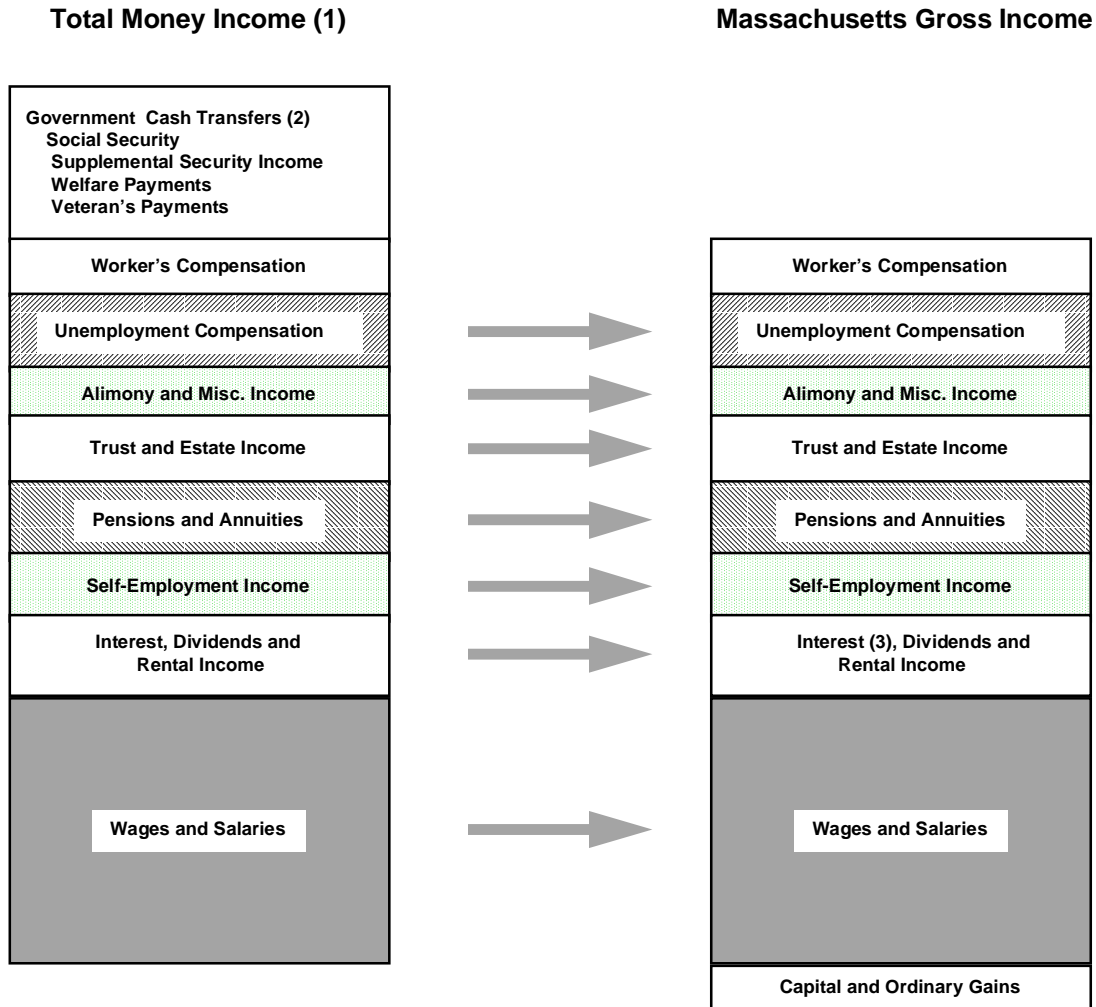 Total Money Income (1)
Massachusetts Gross Income
Government Cash Transfers (2)
Social Security
Supplemental Security Income
Welfare Payments
Veteran's Payments
Worker's Compensation
Unemployment Compensation
Alimony and Misc. Income
Trust and Estate Income
Pensions and Annuities
Self-Employment Income
Interest, Dividends and
Rental Income
Wages and Salaries
Worker's Compensation
Unemployment Compensation
Alimony and Misc. Income
Trust and Estate Income
Pensions and Annuities
Self-Employment Income
Interest (3), Dividends and
Rental Income
Wages and Salaries
Capital and Ordinary Gains